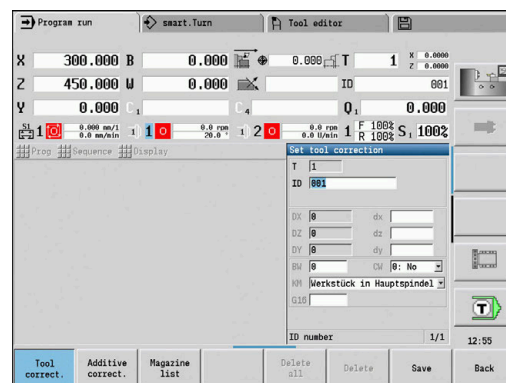 Program run smart.Turn Tool editor
X 300.000 B 0.000 0.000 T 1 X 0.0000 Z 0.0000
Z 450.000 W 0.000 ID 001
Y 0.000 C 1 C 4 Q 1 0.000
S1 1 0.000 mm/1 0.0 mm/min 1) 1 0.0 rpm 20.0 ° 1) 2 0.0 rpm 0.0 U/min 1 F 100% R 100% S 1 100%
Prog Sequence Display
Set tool correction
T 1
ID 001
DX 0 dx
DZ 0 dz
DY 0 dy
BW 0 CW 0: No
KM Werkstück in Hauptspindel
G16
ID number 1/1
T
12:55
Tool correct. Additive correct. Magazine list Delete all Delete Save Back